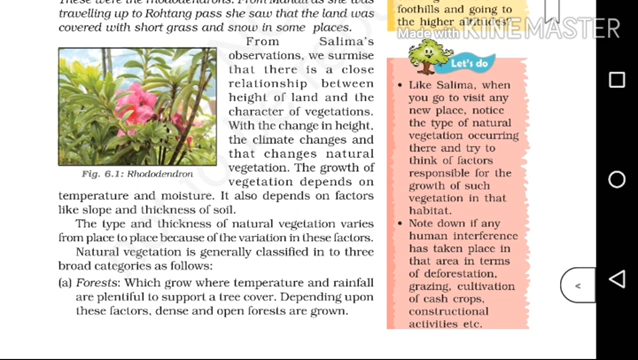 These were the rhododendrons. From Manali as she was
travelling up to Rohtang pass she saw that the land was
covered with short grass and snow in some places.
From Salima's
observations, we surmise
that there is a close
relationship between
height of land and the
character of vegetations.
With the change in height,
the climate changes and
that changes natural
vegetation. The growth of
vegetation depends on
temperature and moisture. It also depends on factors
like slope and thickness of soil.
Fig. 6.1: Rhododendron
The type and thickness of natural vegetation varies
from place to place because of the variation in these factors.
Natural vegetation is generally classified in to three
broad categories as follows:
(a) Forests: Which grow where temperature and rainfall
are plentiful to support a tree cover. Depending upon
these factors, dense and open forests are grown.
foothills and going to
the higher altitudes!
Made with KINEMASTER
Let's do
• Like Salima, when
you go to visit any
new place, notice
the type of natural
vegetation occurring
there and try to
think of factors
responsible for the
growth of such
vegetation in that
habitat.
• Note down if any
human interference
has taken place in
that area in terms
of deforestation,
grazing, cultivation
of cash crops,
constructional
activities etc.